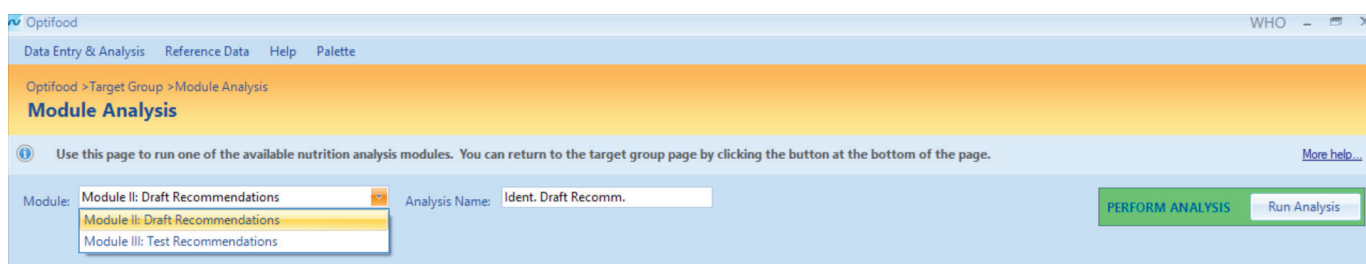 Optifood WHO
Data Entry & Analysis Reference Data Help Palette
Optifood >Target Group >Module Analysis
Module Analysis
Use this page to run one of the available nutrition analysis modules. You can return to the target group page by clicking the button at the bottom of the page. More help...
Module: Module II: Draft Recommendations Analysis Name: Ident. Draft Recomm. PERFORM ANALYSIS Run Analysis
Module II: Draft Recommendations
Module III: Test Recommendations